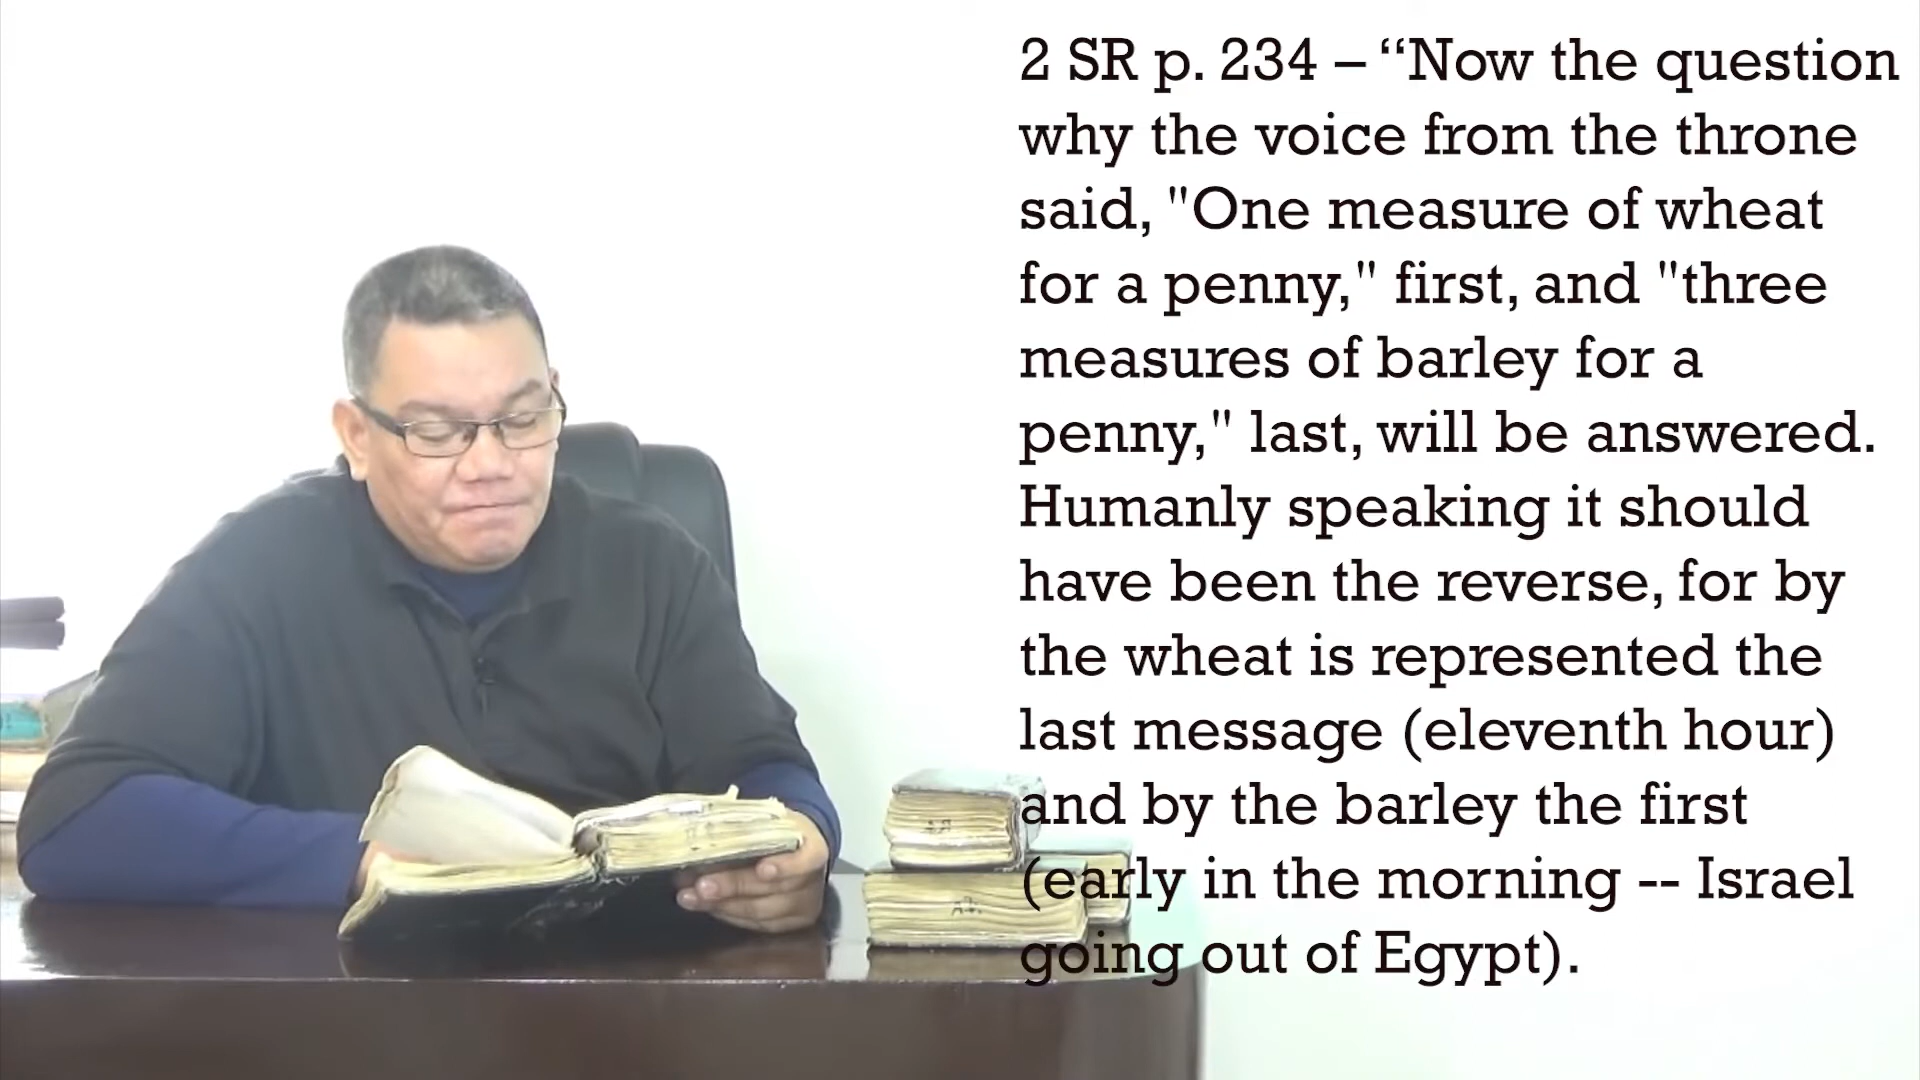 2 SR p. 234 – “Now the question
why the voice from the throne
said, "One measure of wheat
for a penny," first, and "three
measures of barley for a
penny," last, will be answered.
Humanly speaking it should
have been the reverse, for by
the wheat is represented the
last message (eleventh hour)
and by the barley the first
(early in the morning -- Israel
going out of Egypt).